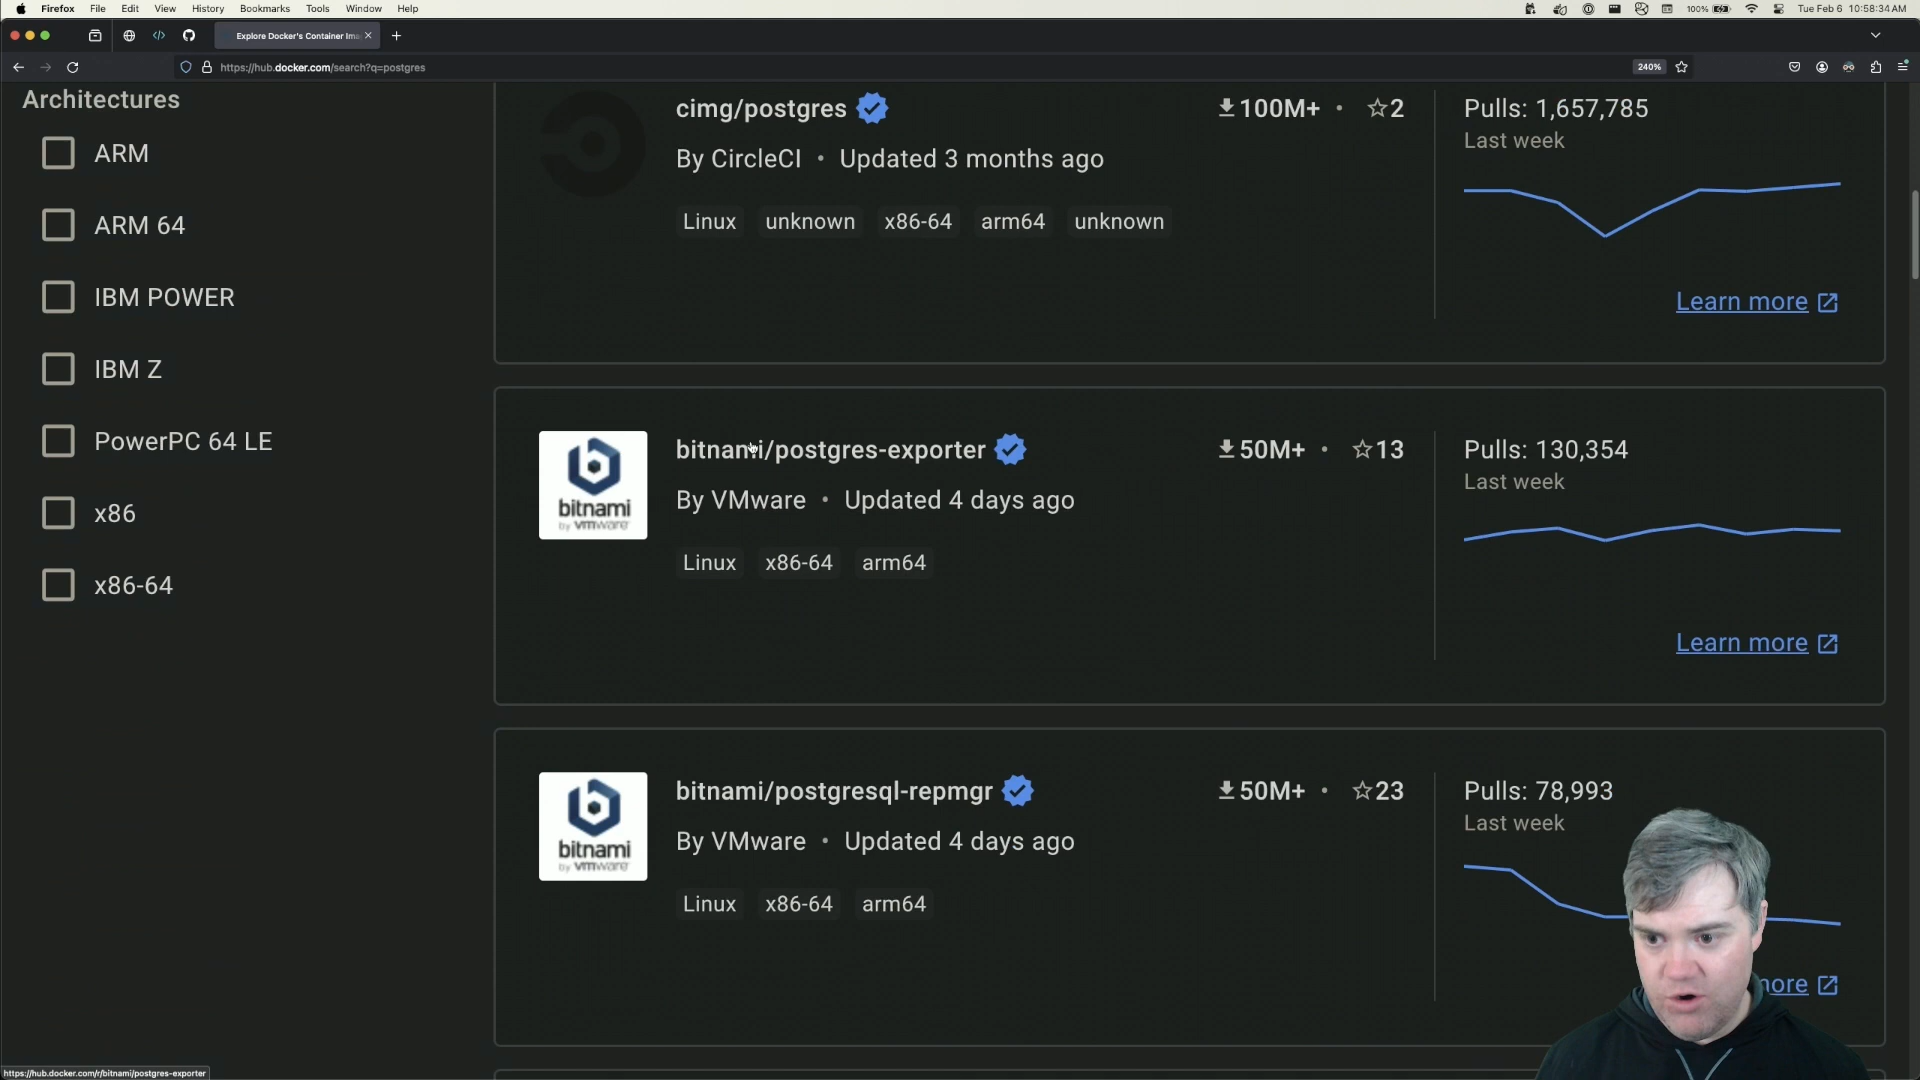 Firefox File Edit View History Bookmarks Tools Window Help 100% Tue Feb 6 10:58:34 AM
Explore Docker's Container Ima
https://hub.docker.com/search?q=postgres 240%
Architectures
ARM
ARM 64
IBM POWER
IBM Z
PowerPC 64 LE
x86
x86-64
cimg/postgres 100M+ • 2
By CircleCI • Updated 3 months ago
Linux unknown x86-64 arm64 unknown
Pulls: 1,657,785
Last week
Learn more
bitnami
by vmware
bitnami/postgres-exporter 50M+ • 13
By VMware • Updated 4 days ago
Linux x86-64 arm64
Pulls: 130,354
Last week
Learn more
bitnami
by vmware
bitnami/postgresql-repmgr 50M+ • 23
By VMware • Updated 4 days ago
Linux x86-64 arm64
Pulls: 78,993
Last week
more
https://hub.docker.com/r/bitnami/postgres-exporter